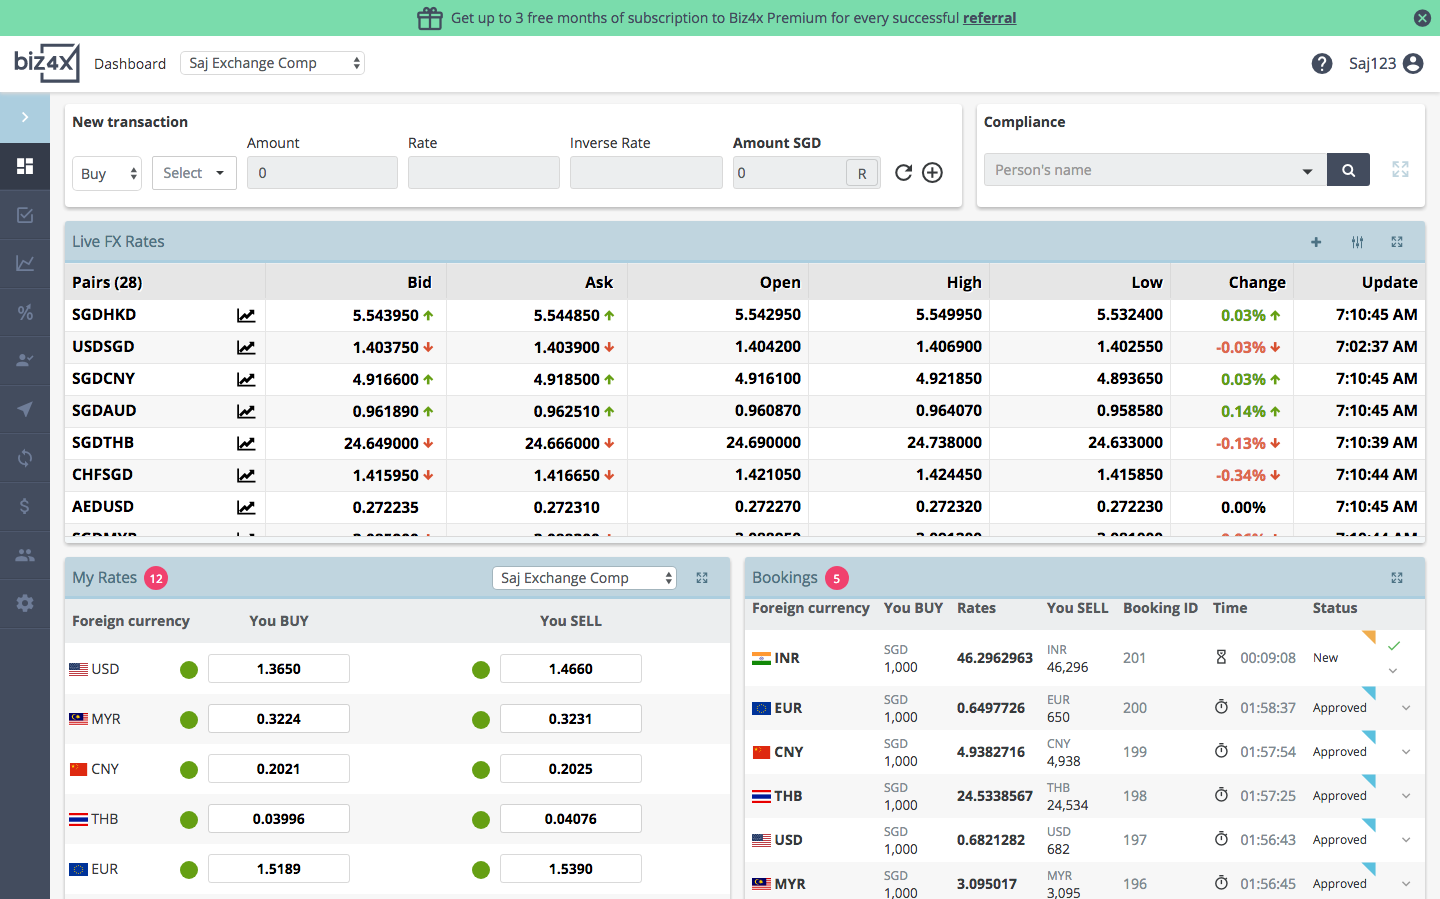 Get up to 3 free months of subscription to Biz4x Premium for every successful referral
biz4x Dashboard Saj Exchange Comp Saj123
New transaction
Amount Rate Inverse Rate Amount SGD
Buy Select 0 0 R
Compliance
Person's name
Live FX Rates
Pairs (28) Bid Ask Open High Low Change Update
SGDHKD 5.543950 5.544850 5.542950 5.549950 5.532400 0.03% 7:10:45 AM
USDSGD 1.403750 1.403900 1.404200 1.406900 1.402550 -0.03% 7:02:37 AM
SGDCNY 4.916600 4.918500 4.916100 4.921850 4.893650 0.03% 7:10:45 AM
SGDAUD 0.961890 0.962510 0.960870 0.964070 0.958580 0.14% 7:10:45 AM
SGDTHB 24.649000 24.666000 24.690000 24.738000 24.633000 -0.13% 7:10:39 AM
CHFSGD 1.415950 1.416650 1.421050 1.424450 1.415850 -0.34% 7:10:44 AM
AEDUSD 0.272235 0.272310 0.272270 0.272320 0.272230 0.00% 7:10:45 AM
My Rates 12 Saj Exchange Comp
Foreign currency You BUY You SELL
USD 1.3650 1.4660
MYR 0.3224 0.3231
CNY 0.2021 0.2025
THB 0.03996 0.04076
EUR 1.5189 1.5390
Bookings 5
Foreign currency You BUY Rates You SELL Booking ID Time Status
SGD INR
INR 46.2962963 201 00:09:08 New
1,000 46,296
SGD EUR
EUR 0.6497726 200 01:58:37 Approved
1,000 650
SGD CNY
CNY 4.9382716 199 01:57:54 Approved
1,000 4,938
SGD THB
THB 24.5338567 198 01:57:25 Approved
1,000 24,534
SGD USD
USD 0.6821282 197 01:56:43 Approved
1,000 682
SGD MYR
MYR 3.095017 196 01:56:45 Approved
1,000 3,095